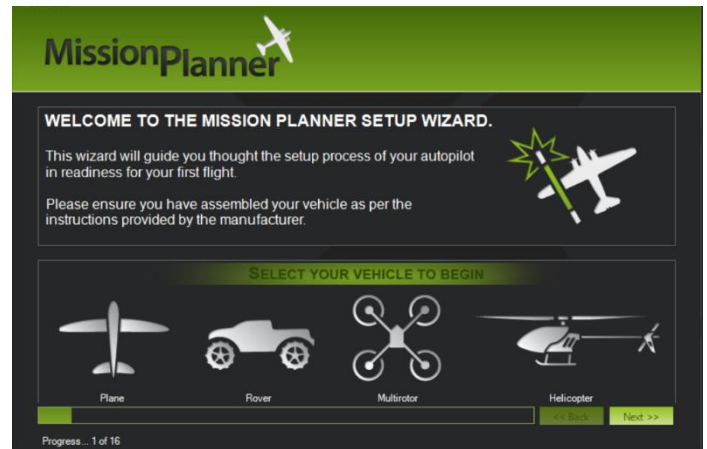 MissionPlanner
WELCOME TO THE MISSION PLANNER SETUP WIZARD.
This wizard will guide you thought the setup process of your autopilot
in readiness for your first flight.
Please ensure you have assembled your vehicle as per the
instructions provided by the manufacturer.
SELECT YOUR VEHICLE TO BEGIN
Plane Rover Multirotor Helicopter
<< Back Next >>
Progress... 1 of 16